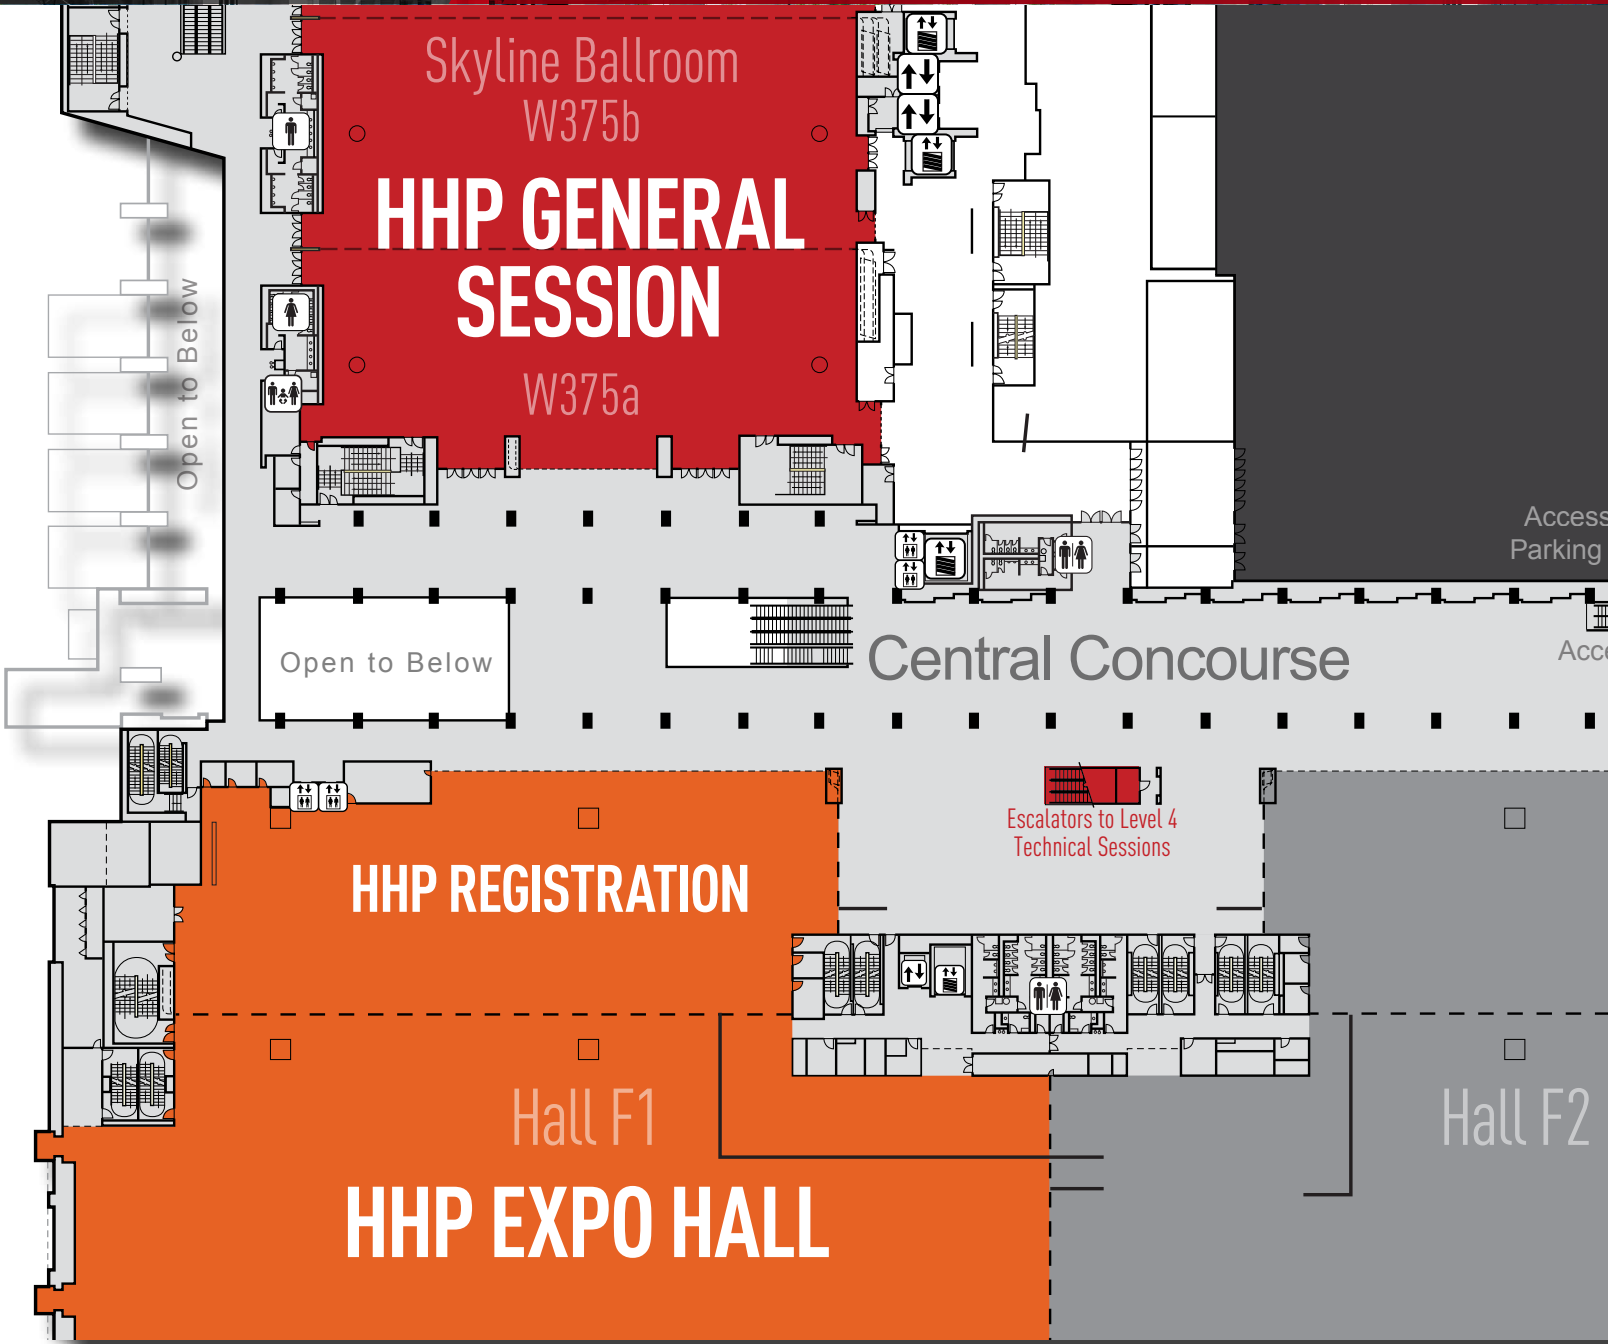 Skyline Ballroom
W375b
HHP GENERAL
SESSION
W375a
Open to Below
Access
Parking
Open to Below
Central Concourse
Acce
Escalators to Level 4
Technical Sessions
HHP REGISTRATION
Hall F1
Hall F2
HHP EXPO HALL